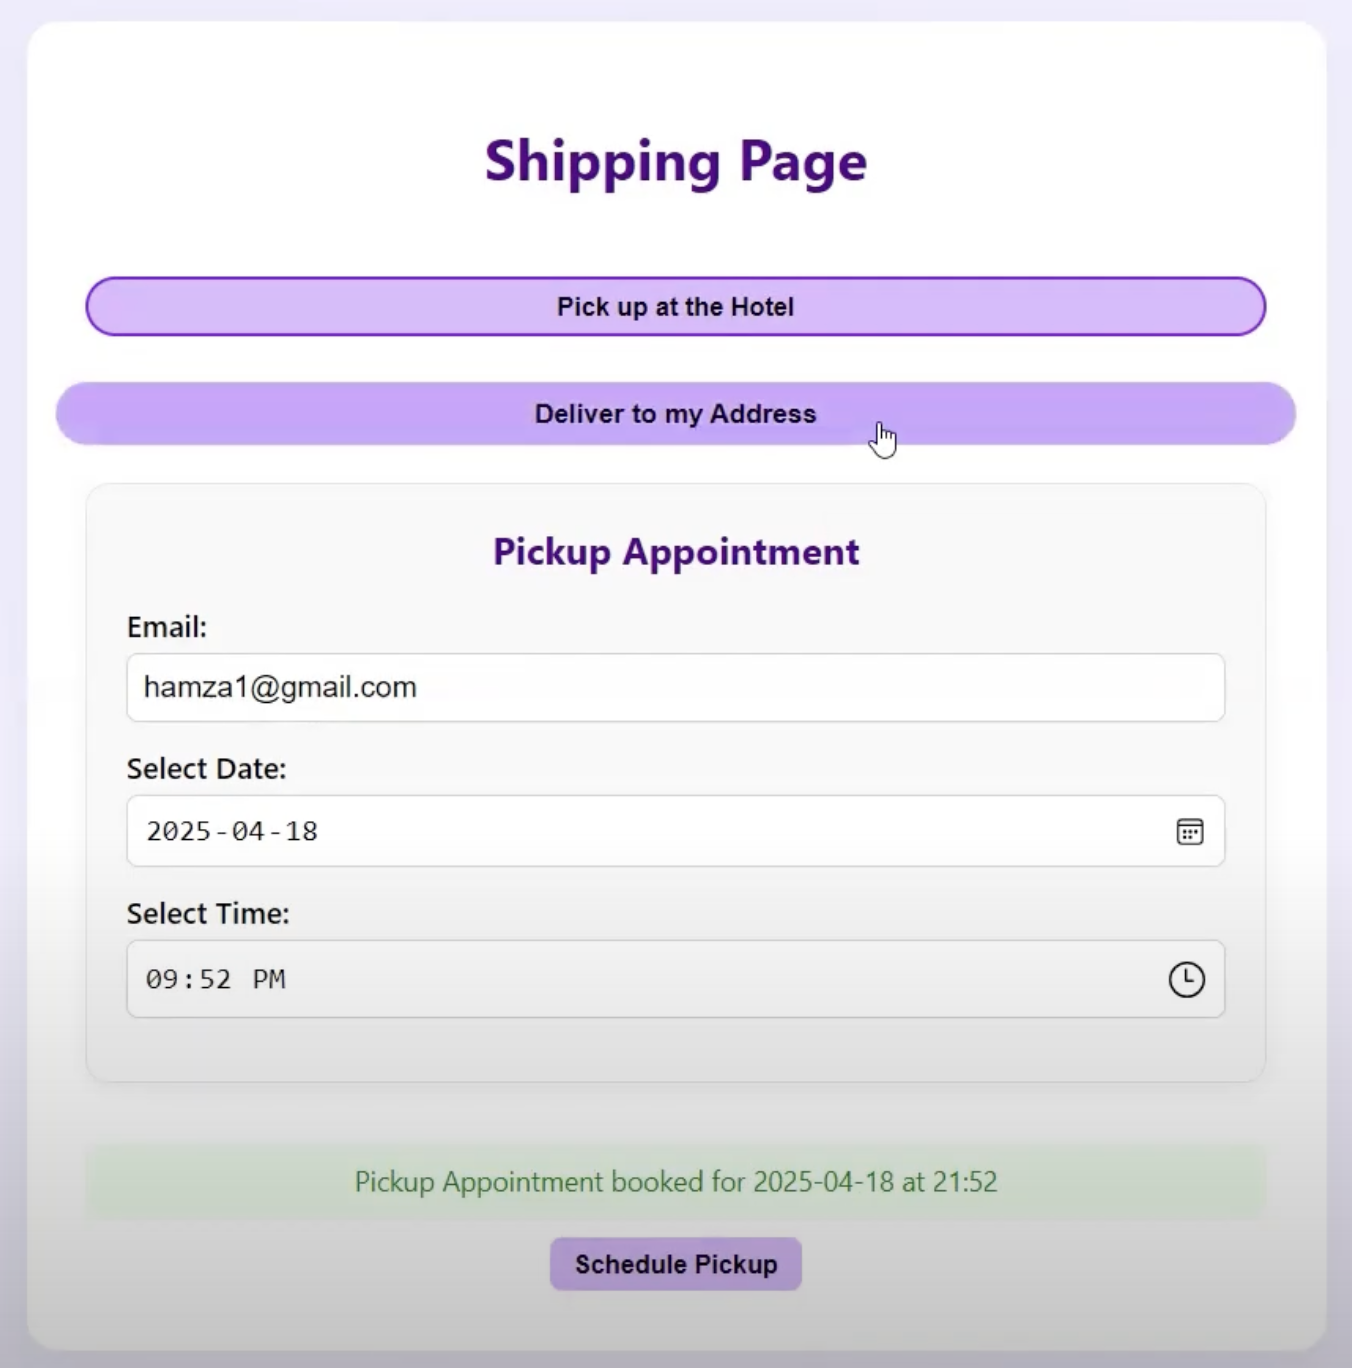 Shipping Page
Pick up at the Hotel
Deliver to my Address
Pickup Appointment
Email:
hamza1@gmail.com
Select Date:
2025-04-18
Select Time:
09:52 PM
Pickup Appointment booked for 2025-04-18 at 21:52
Schedule Pickup